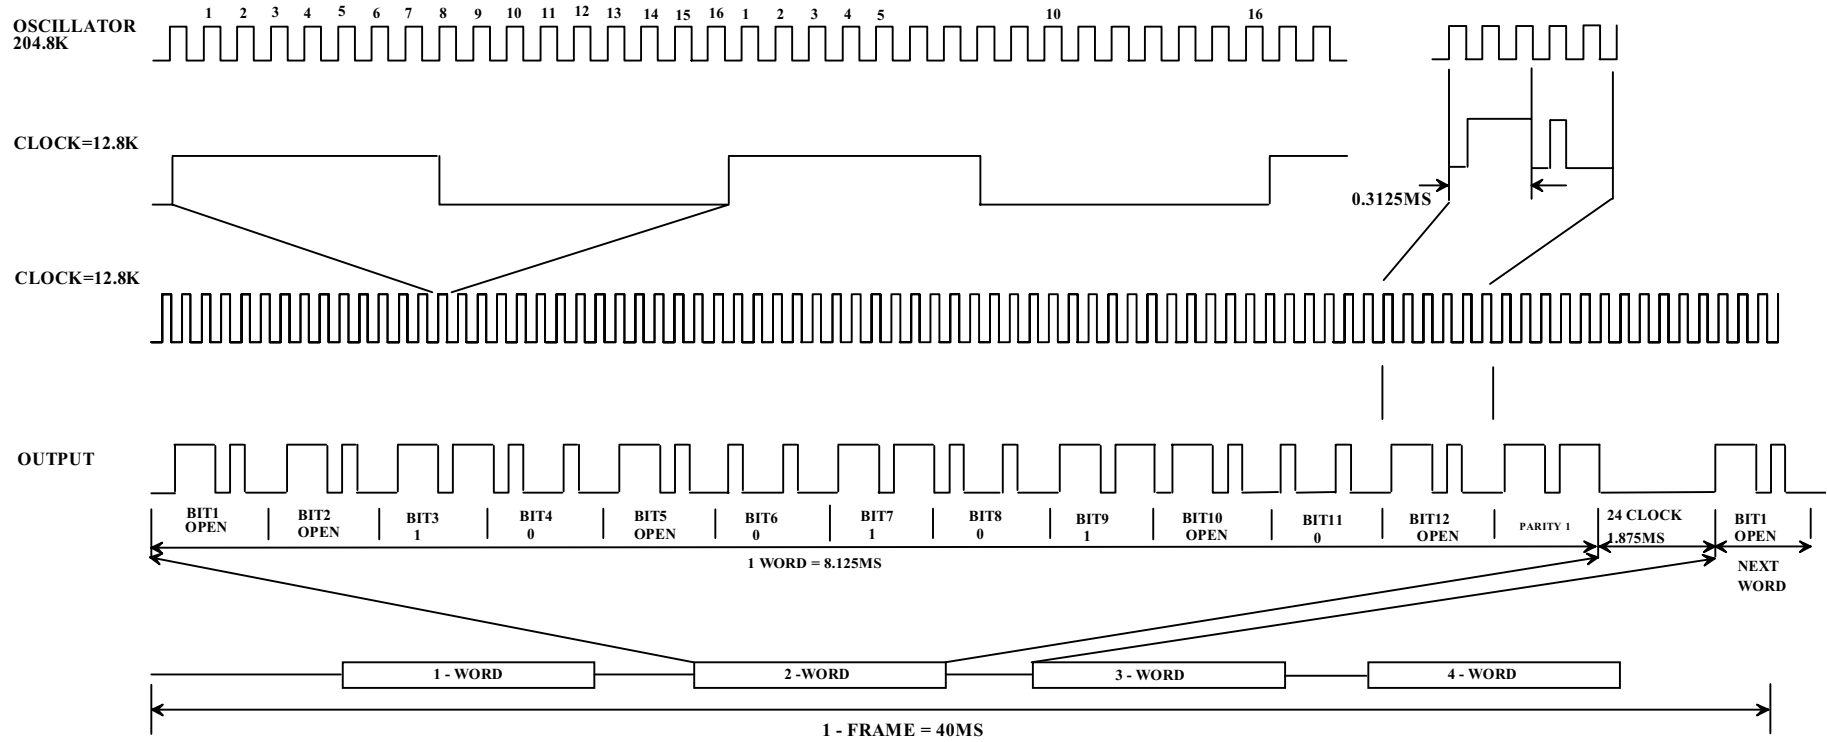 1 2 3 4 5 6 7 8 9 10 11 12 13 14 15 16 1 2 3 4 5 10 16
OSCILLATOR
204.8K
CLOCK=12.8K
0.3125MS
CLOCK=12.8K
OUTPUT
BIT1 OPEN
BIT2 OPEN
BIT3 1
BIT4 0
BIT5 OPEN
BIT6 0
BIT7 1
BIT8 0
BIT9 1
BIT10 OPEN
BIT11 0
BIT12 OPEN
PARITY 1
24 CLOCK
1.875MS
BIT1 OPEN
1 WORD = 8.125MS
NEXT
WORD
1 - WORD
2 -WORD
3 - WORD
4 - WORD
1 - FRAME = 40MS